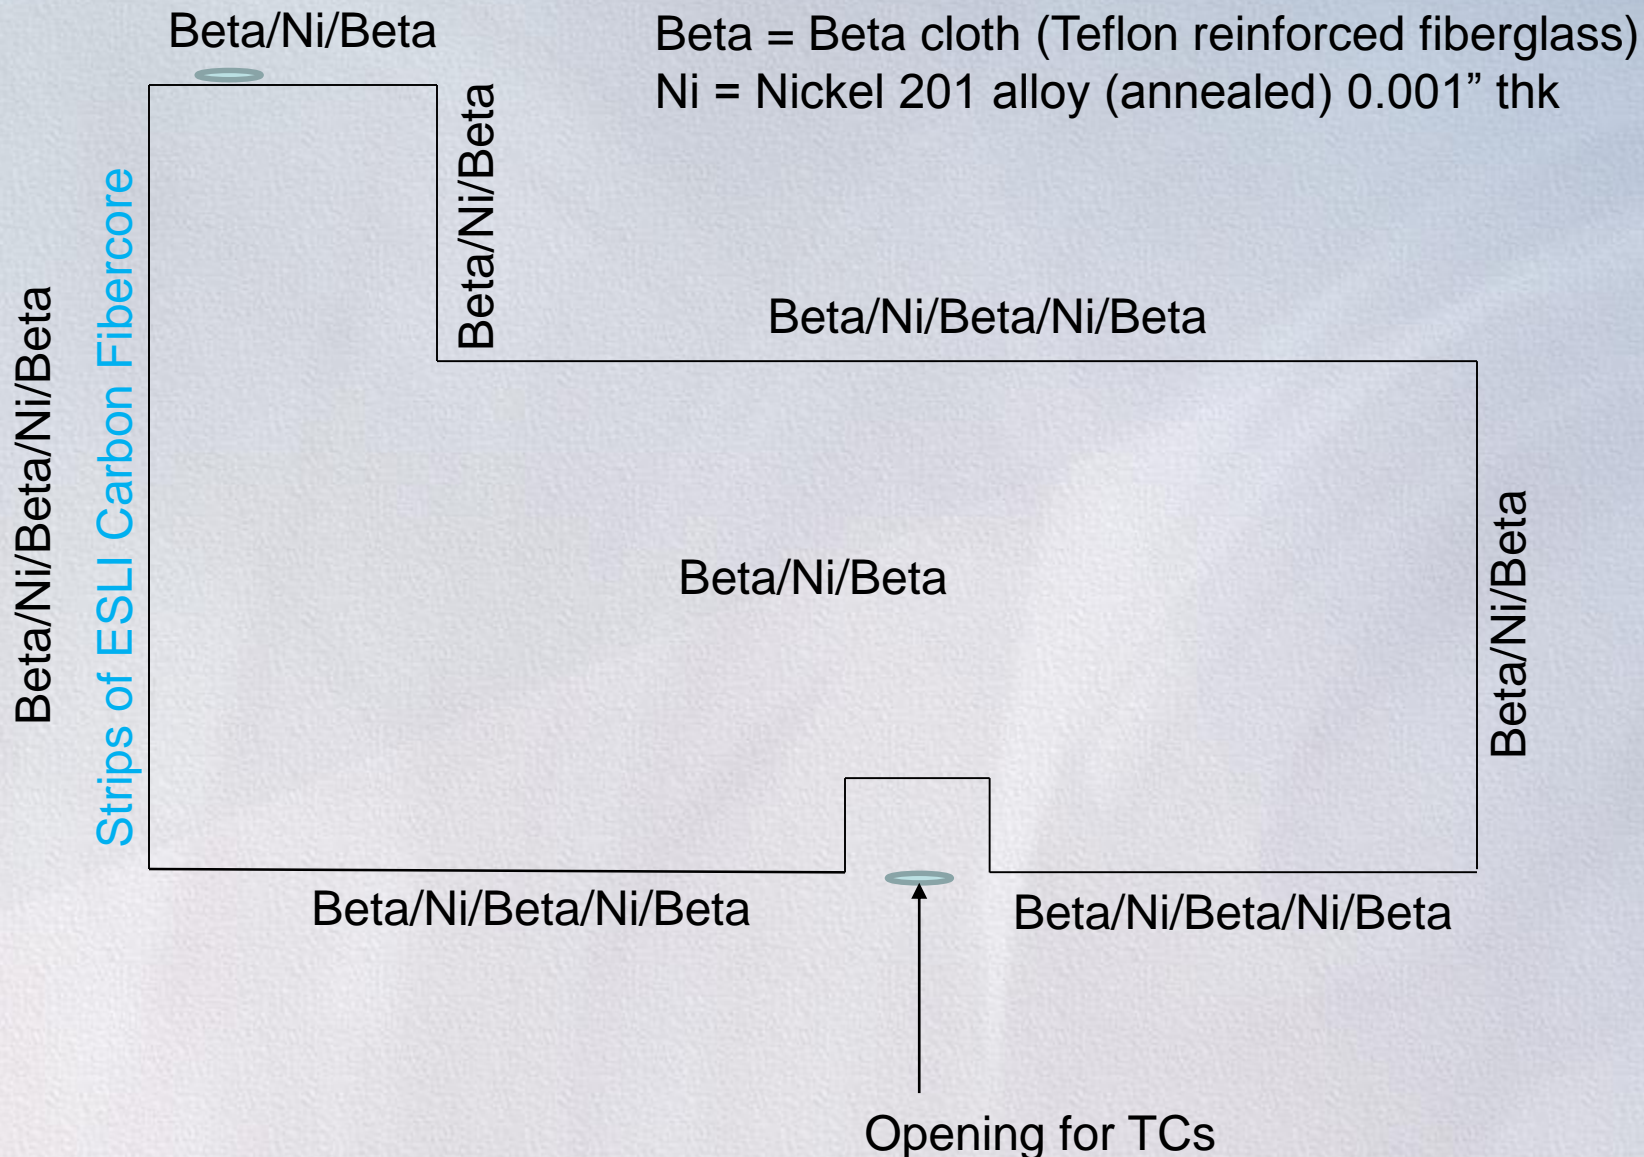 Beta/Ni/Beta
Beta = Beta cloth (Teflon reinforced fiberglass)
Ni = Nickel 201 alloy (annealed) 0.001” thk
Beta/Ni/Beta
Strips of ESLI Carbon Fibercore
Beta/Ni/Beta/Ni/Beta
Beta/Ni/Beta/Ni/Beta
Beta/Ni/Beta
Beta/Ni/Beta
Beta/Ni/Beta/Ni/Beta
Beta/Ni/Beta/Ni/Beta
Opening for TCs